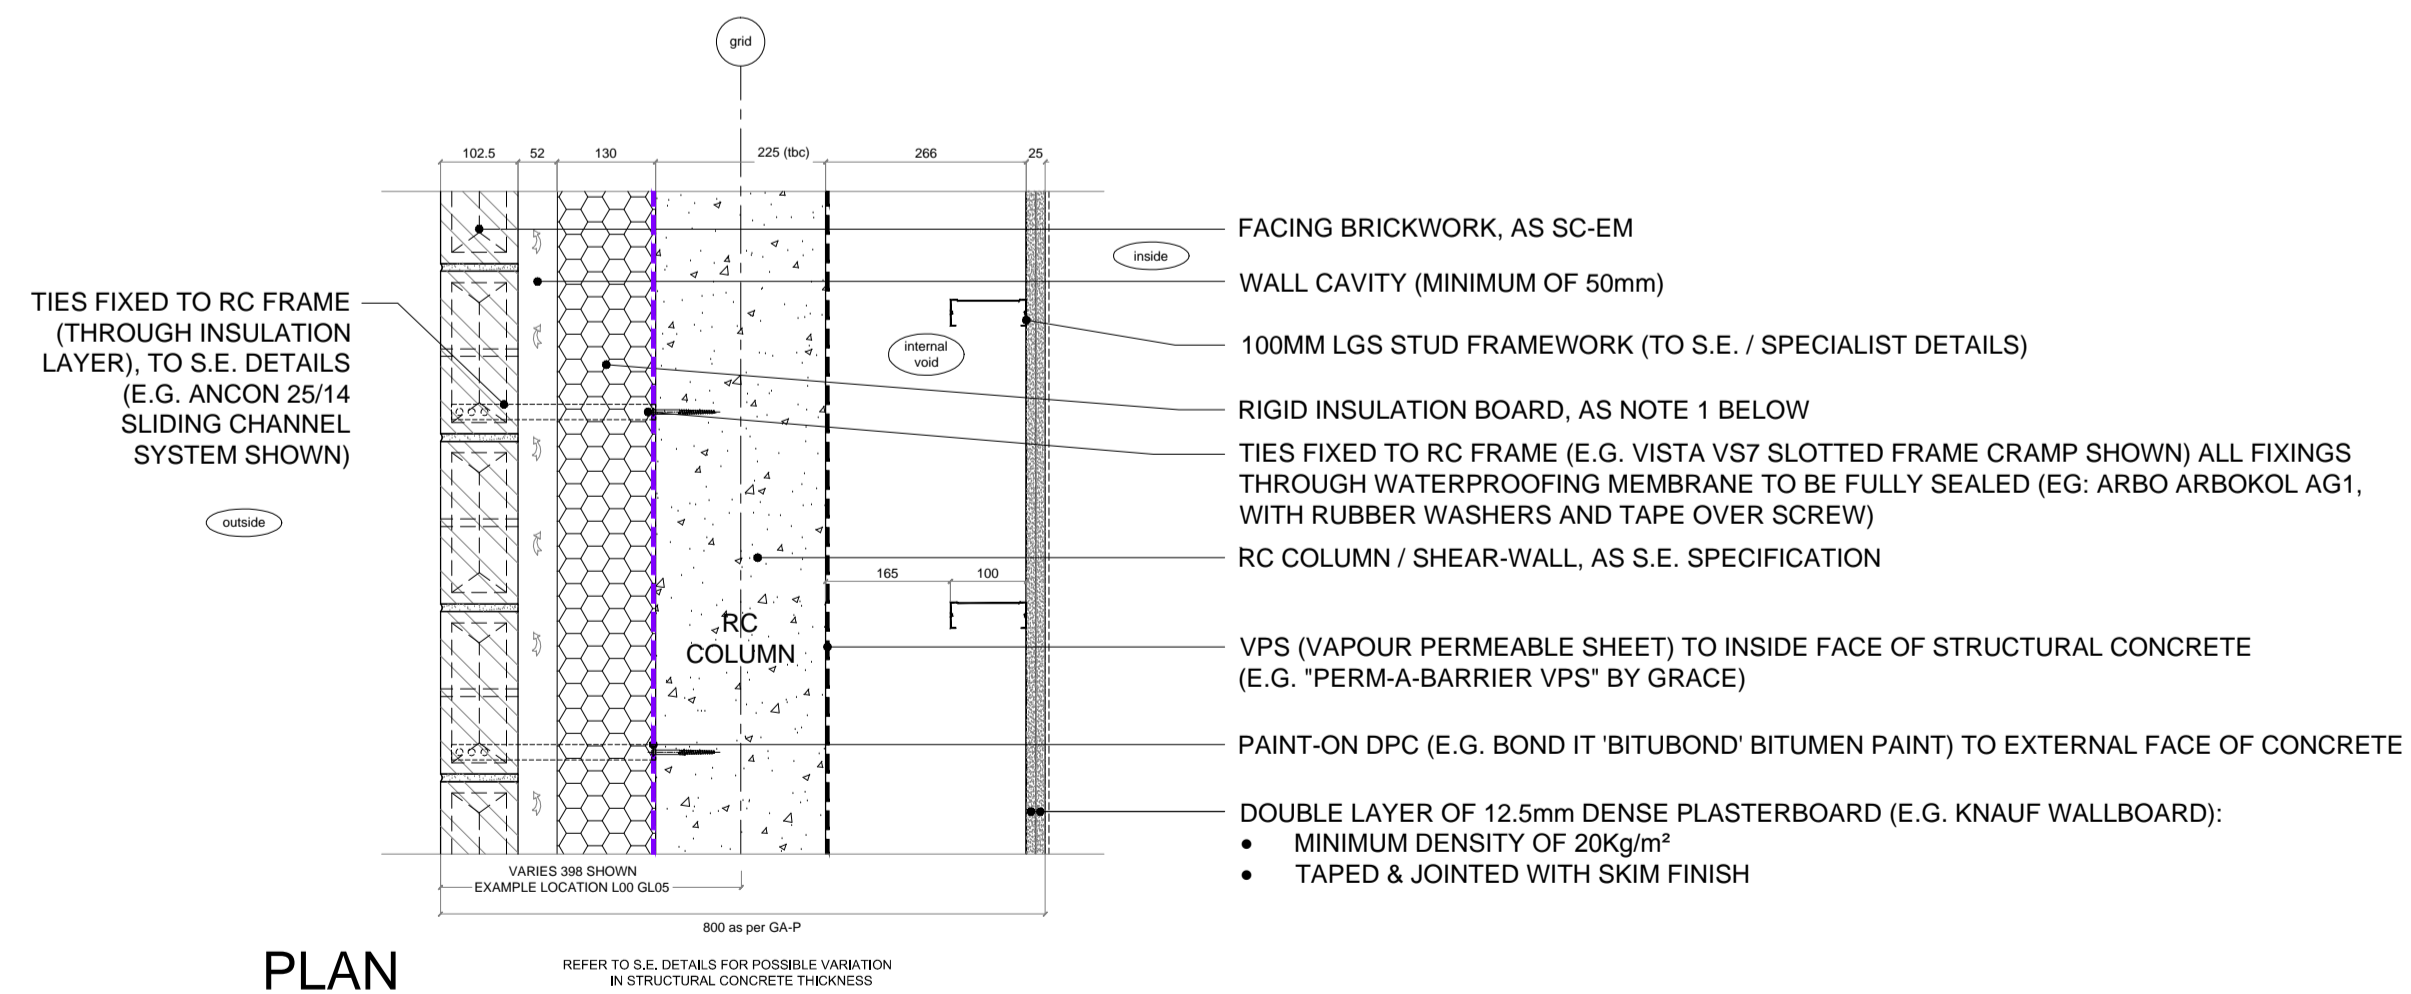 grid
102.5 52 130 225 (tbc) 266 25
FACING BRICKWORK, AS SC-EM
inside
WALL CAVITY (MINIMUM OF 50mm)
TIES FIXED TO RC FRAME
(THROUGH INSULATION
LAYER), TO S.E. DETAILS
(E.G. ANCON 25/14
SLIDING CHANNEL
SYSTEM SHOWN)
outside
internal
void
100MM LGS STUD FRAMEWORK (TO S.E. / SPECIALIST DETAILS)
RIGID INSULATION BOARD, AS NOTE 1 BELOW
TIES FIXED TO RC FRAME (E.G. VISTA VS7 SLOTTED FRAME CRAMP SHOWN) ALL FIXINGS
THROUGH WATERPROOFING MEMBRANE TO BE FULLY SEALED (EG: ARBO ARBOKOL AG1,
WITH RUBBER WASHERS AND TAPE OVER SCREW)
RC COLUMN / SHEAR-WALL, AS S.E. SPECIFICATION
165 100
RC
COLUMN
VPS (VAPOUR PERMEABLE SHEET) TO INSIDE FACE OF STRUCTURAL CONCRETE
(E.G. "PERM-A-BARRIER VPS" BY GRACE)
PAINT-ON DPC (E.G. BOND IT 'BITUBOND' BITUMEN PAINT) TO EXTERNAL FACE OF CONCRETE
DOUBLE LAYER OF 12.5mm DENSE PLASTERBOARD (E.G. KNAUF WALLBOARD):
• MINIMUM DENSITY OF 20Kg/m²
• TAPED & JOINTED WITH SKIM FINISH
VARIES 398 SHOWN
EXAMPLE LOCATION L00 GL05
800 as per GA-P
PLAN
REFER TO S.E. DETAILS FOR POSSIBLE VARIATION
IN STRUCTURAL CONCRETE THICKNESS